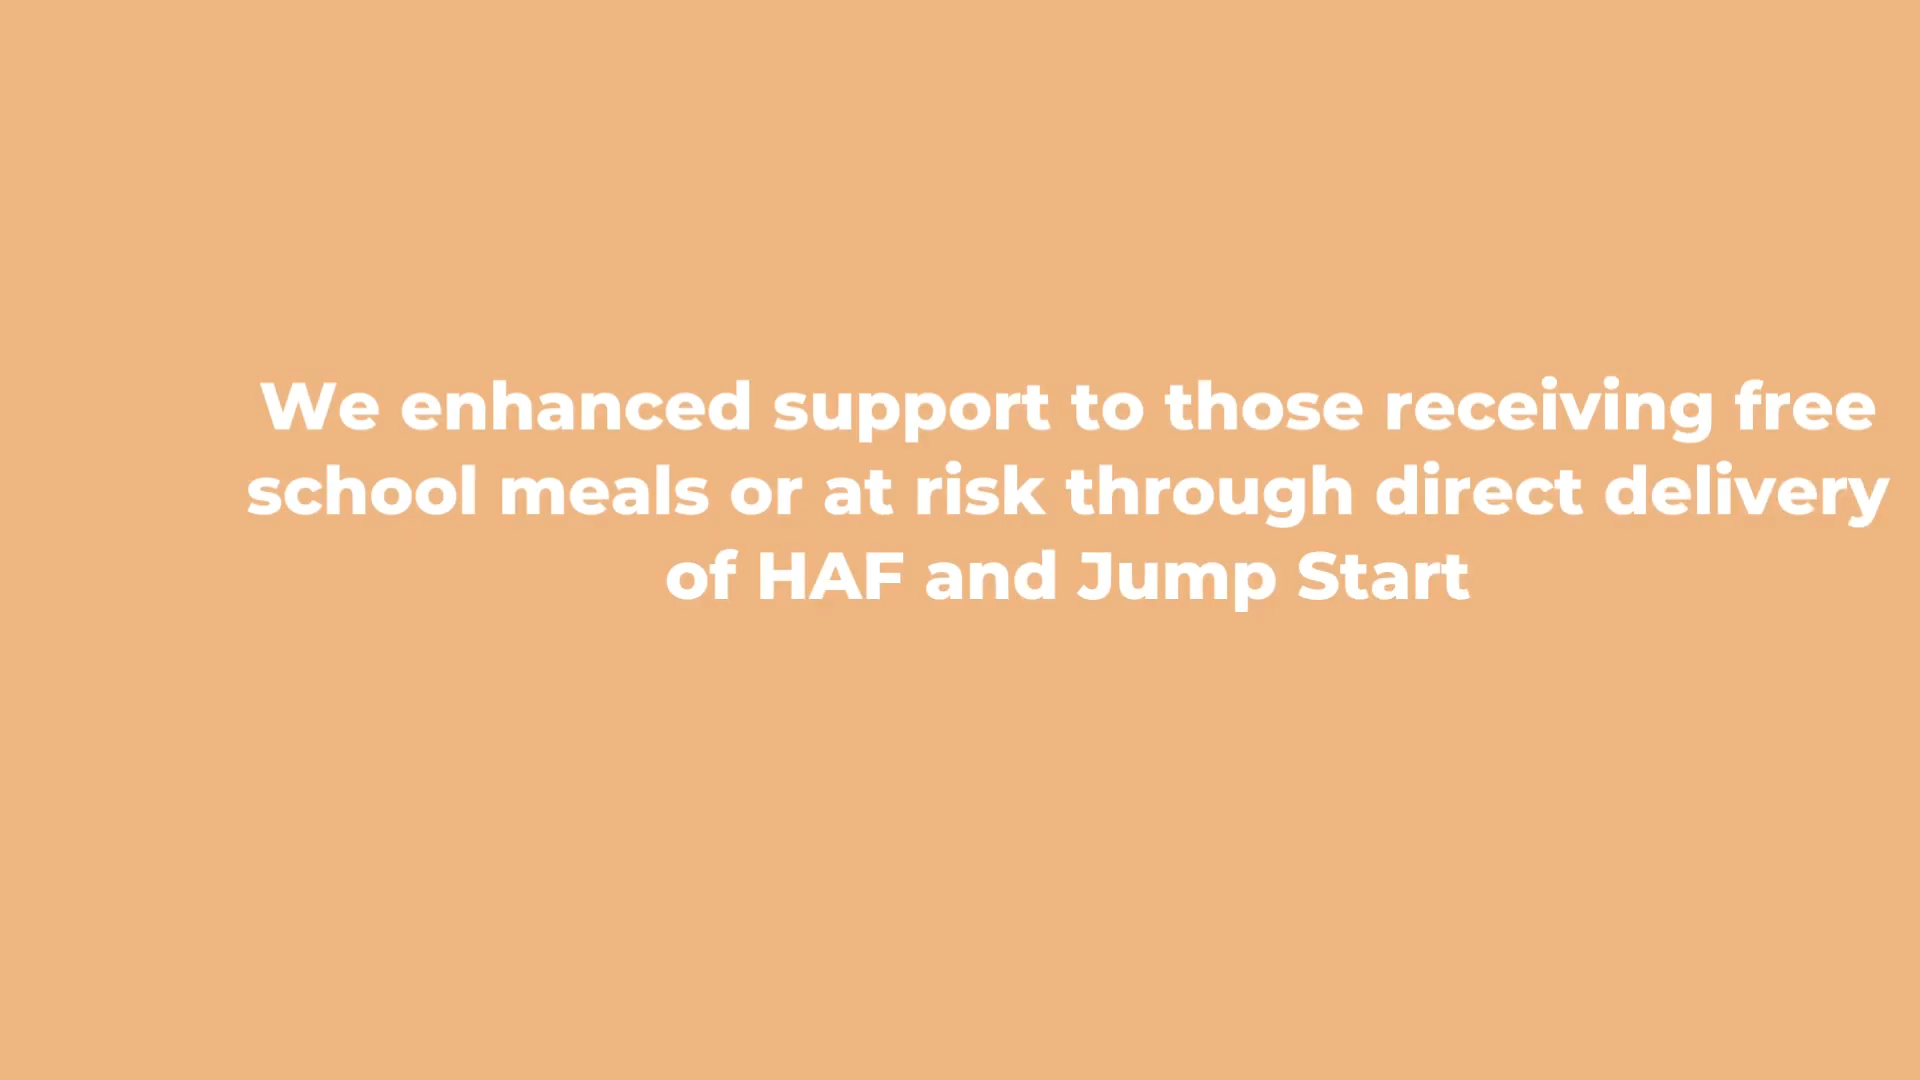 We enhanced support to those receiving free
school meals or at risk through direct delivery
of HAF and Jump Start